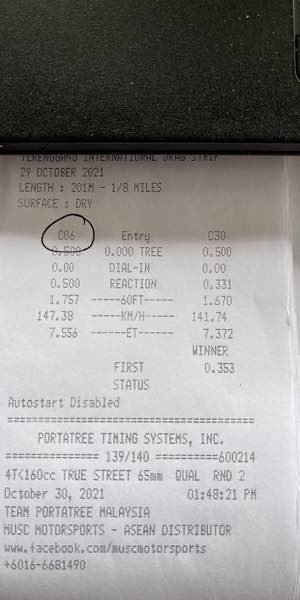 TERENGGANU INTERNATIONAL DRAG STRIP
29 OCTOBER 2021
LENGTH : 201M - 1/8 MILES
SURFACE : DRY
C06 Entry C30
0.500 0.000 TREE 0.500
0.00 DIAL-IN 0.00
0.500 REACTION 0.331
1.757 -----60FT----- 1.670
147.38 -----KM/H----- 141.74
7.556 ------ET------ 7.372
WINNER
FIRST 0.353
STATUS
Autostart Disabled
========================================
PORTATREE TIMING SYSTEMS, INC.
=============== 139/140 ==========600214
4T<160cc TRUE STREET 65mm QUAL RND 2
October 30, 2021 01:48:21 PM
TEAM PORTATREE MALAYSIA
MUSC MOTORSPORTS - ASEAN DISTRIBUTOR
www.facebook.com/muscmotorsports
+6016-6681490